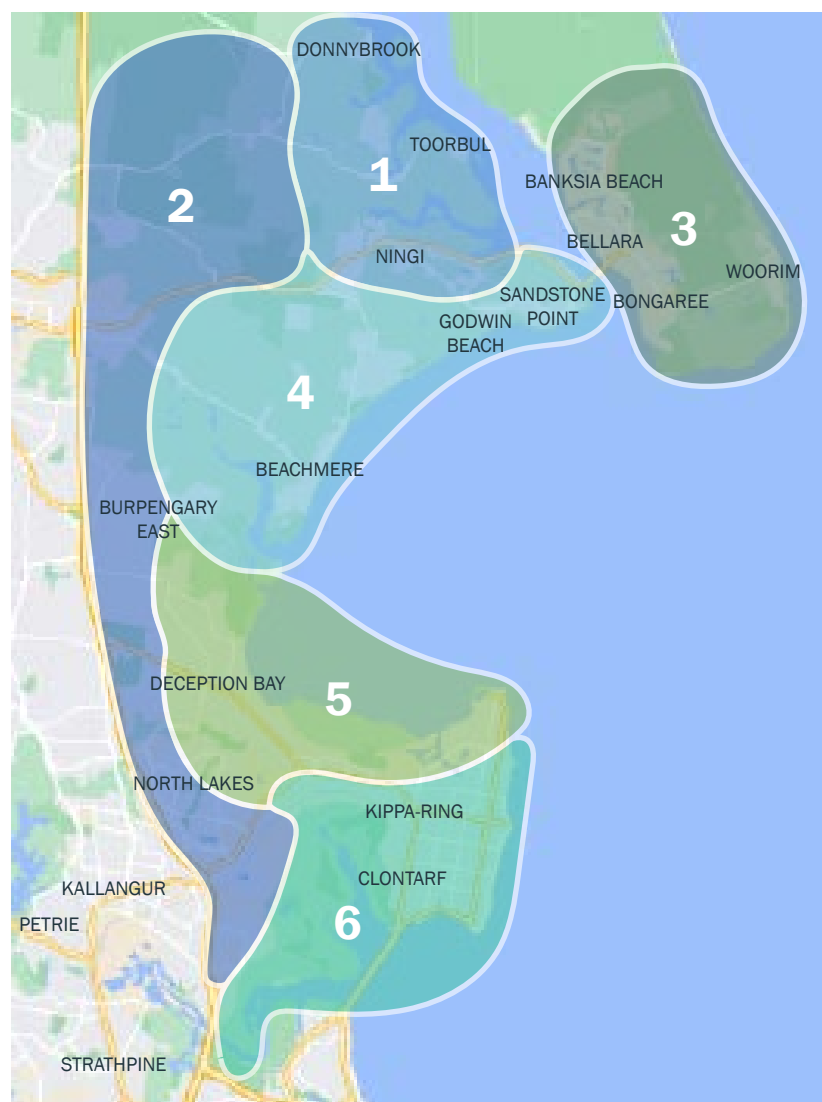 DONNYBROOK
TOORBUL
1
BANKSIA BEACH
2
3
BELLARA
NINGI
WOORIM
SANDSTONE
POINT
BONGAREE
GODWIN
BEACH
4
BEACHMERE
BURPENGARY
EAST
DECEPTION BAY
5
NORTH LAKES
KIPPA-RING
CLONTARF
KALLANGUR
6
PETRIE
STRATHPINE